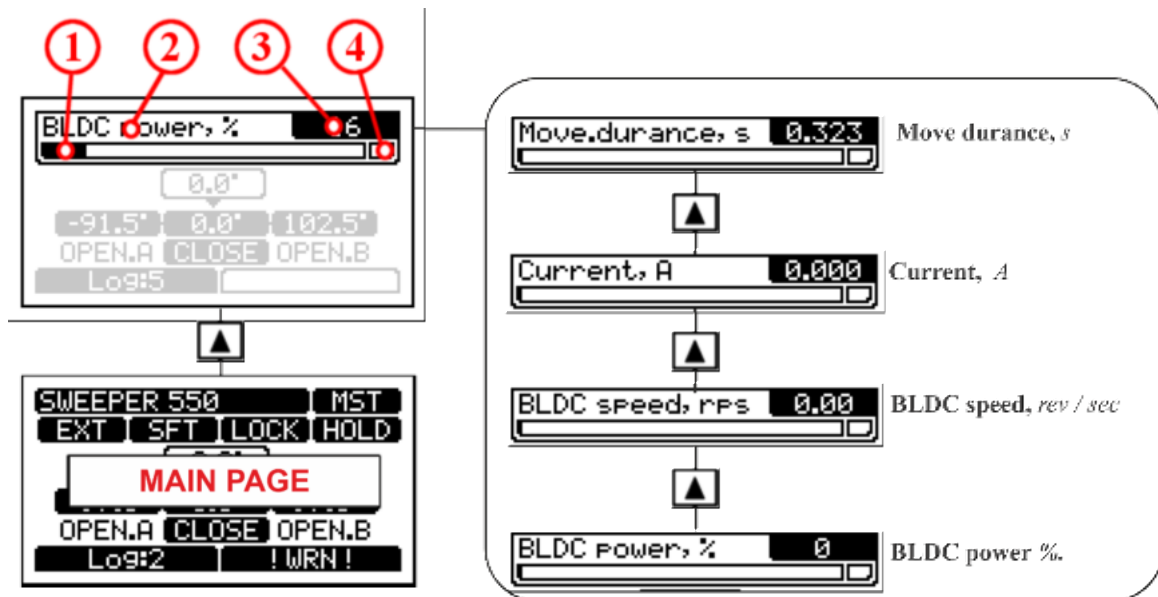 1 2 3 4
BLDC power, % 16
0.0°
-91.5° 0.0° 102.5°
OPEN.A CLOSE OPEN.B
Log:5
SWEEPER 550 MST
EXT SFT LOCK HOLD
MAIN PAGE
OPEN.A CLOSE OPEN.B
Log:2 !WRN!
Move.durance, s 0.323 Move durance, s
Current, A 0.000 Current, A
BLDC speed, rps 0.00 BLDC speed, rev / sec
BLDC power, % 0 BLDC power %.